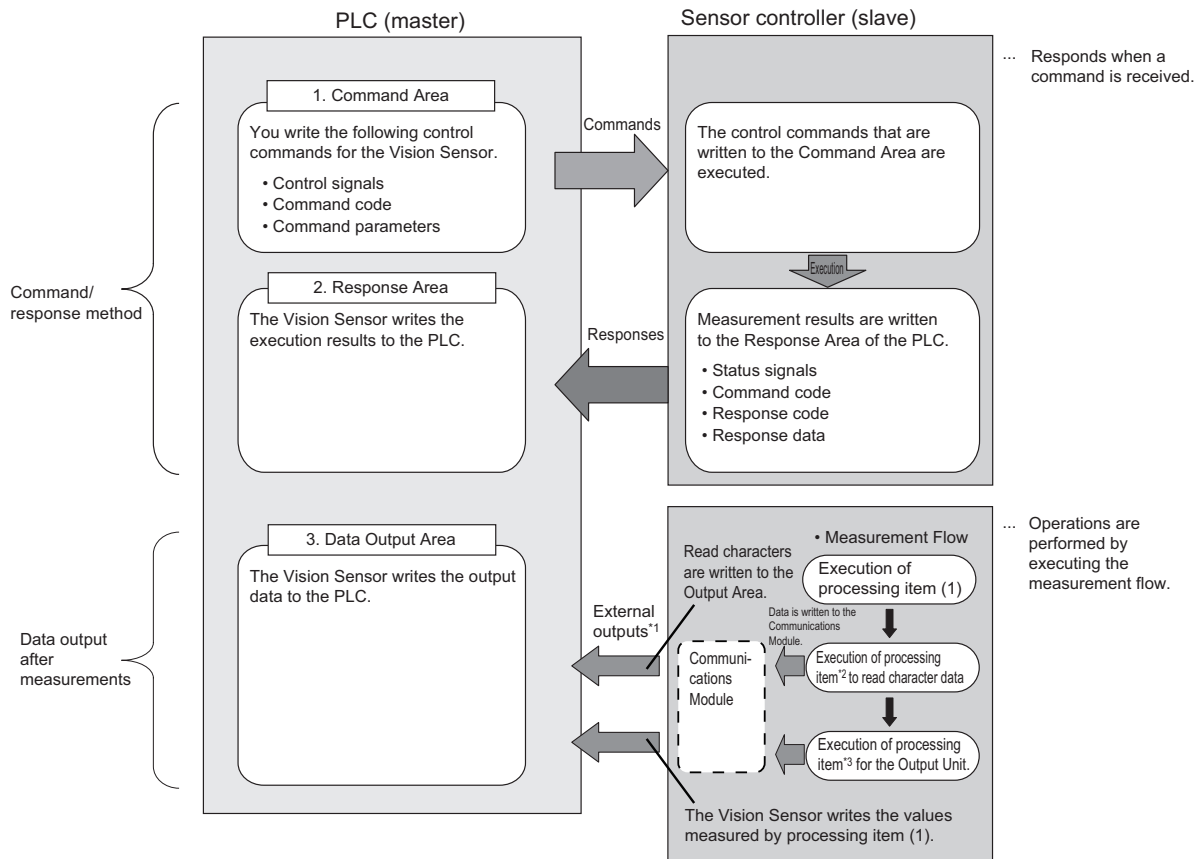 PLC (master)
Sensor controller (slave)
... Responds when a
command is received.
1. Command Area
You write the following control
commands for the Vision Sensor.
• Control signals
• Command code
• Command parameters
Commands
The control commands that are
written to the Command Area are
executed.
Execution
Command/
response method
2. Response Area
The Vision Sensor writes the
execution results to the PLC.
Responses
Measurement results are written
to the Response Area of the PLC.
• Status signals
• Command code
• Response code
• Response data
Data output
after
measurements
3. Data Output Area
The Vision Sensor writes the output
data to the PLC.
External
outputs*1
Read characters
are written to the
Output Area.
• Measurement Flow
Execution of
processing item (1)
Data is written to the
Communications
Module.
Communi-
cations
Module
Execution of processing
item*2 to read character data
Execution of processing
item*3 for the Output Unit.
The Vision Sensor writes the values
measured by processing item (1).
... Operations are
performed by
executing the
measurement flow.